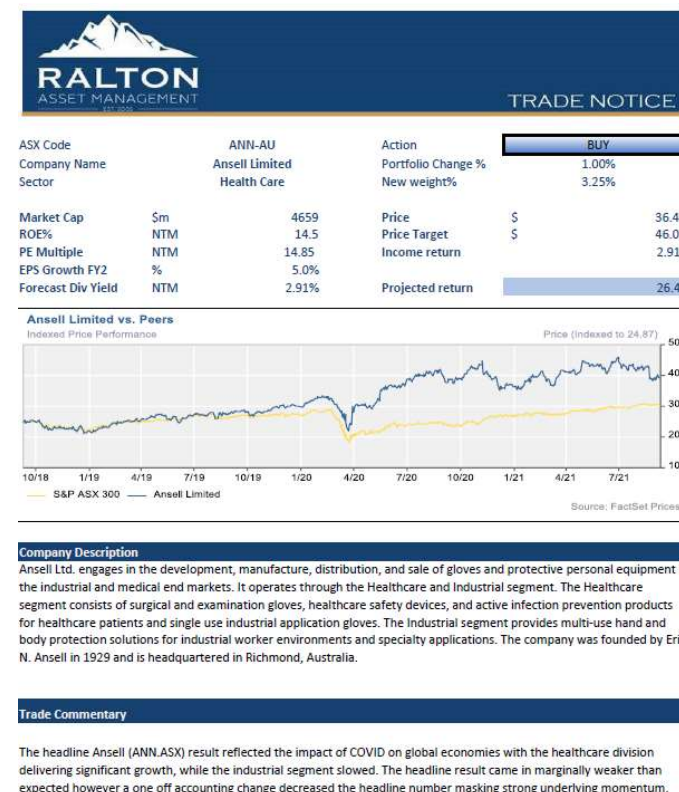 RALTON
ASSET MANAGEMENT
EST 2005
TRADE NOTICE
ASX Code ANN-AU Action BUY
Company Name Ansell Limited Portfolio Change % 1.00%
Sector Health Care New weight% 3.25%
Market Cap $m 4659 Price $ 36.4
ROE% NTM 14.5 Price Target $ 46.0
PE Multiple NTM 14.85 Income return 2.91
EPS Growth FY2 % 5.0%
Forecast Div Yield NTM 2.91% Projected return 26.4
Ansell Limited vs. Peers
Indexed Price Performance Price (Indexed to 24.87)
50
40
30
20
10
10/18 1/19 4/19 7/19 10/19 1/20 4/20 7/20 10/20 1/21 4/21 7/21
S&P ASX 300 Ansell Limited
Source: FactSet Prices
Company Description
Ansell Ltd. engages in the development, manufacture, distribution, and sale of gloves and protective personal equipment
the industrial and medical end markets. It operates through the Healthcare and Industrial segment. The Healthcare
segment consists of surgical and examination gloves, healthcare safety devices, and active infection prevention products
for healthcare patients and single use industrial application gloves. The Industrial segment provides multi-use hand and
body protection solutions for industrial worker environments and specialty applications. The company was founded by Eri
N. Ansell in 1929 and is headquartered in Richmond, Australia.
Trade Commentary
The headline Ansell (ANN.ASX) result reflected the impact of COVID on global economies with the healthcare division
delivering significant growth, while the industrial segment slowed. The headline result came in marginally weaker than
expected however a one off accounting change decreased the headline number masking strong underlying momentum.